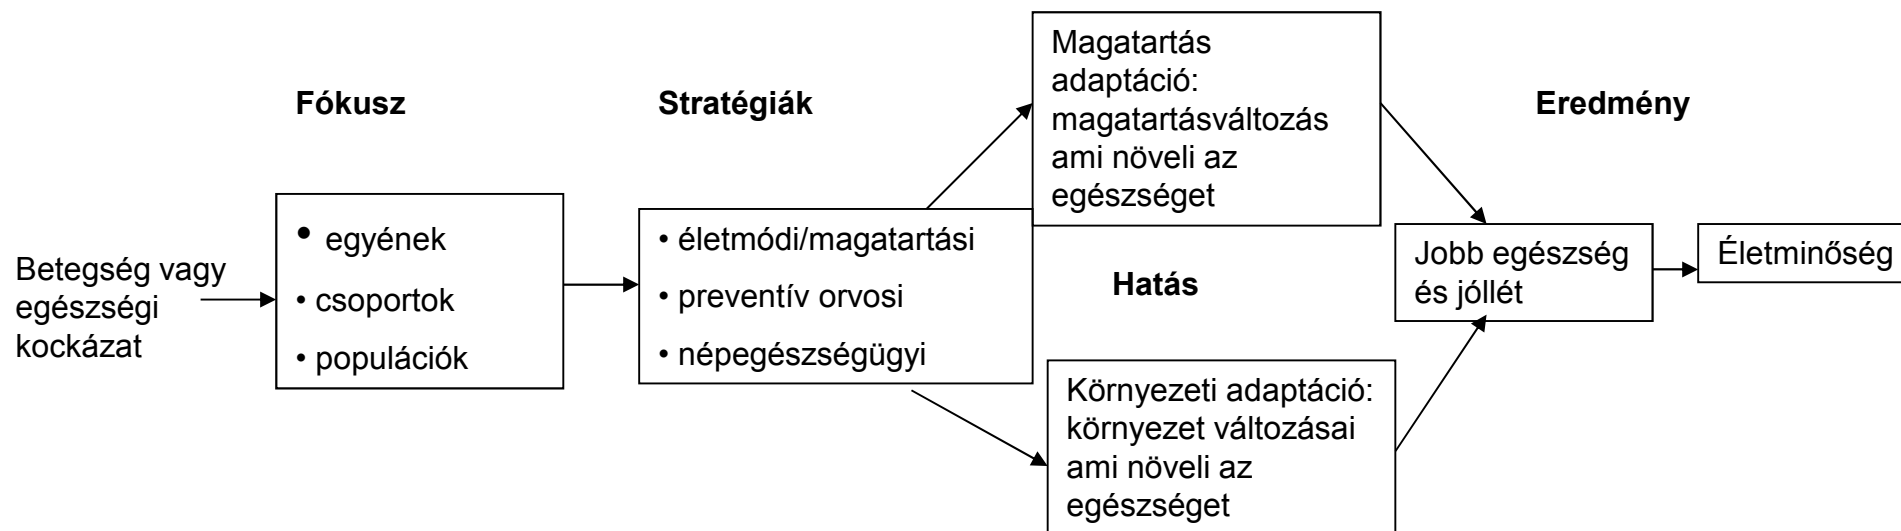 Fókusz
Stratégiák
Eredmény
Betegség vagy
egészségi
kockázat
• egyének
• csoportok
• populációk
• életmódi/magatartási
• preventív orvosi
• népegészségügyi
Magatartás
adaptáció:
magatartásváltozás
ami növeli az
egészséget
Hatás
Környezeti adaptáció:
környezet változásai
ami növeli az
egészséget
Jobb egészség
és jóllét
Életminőség